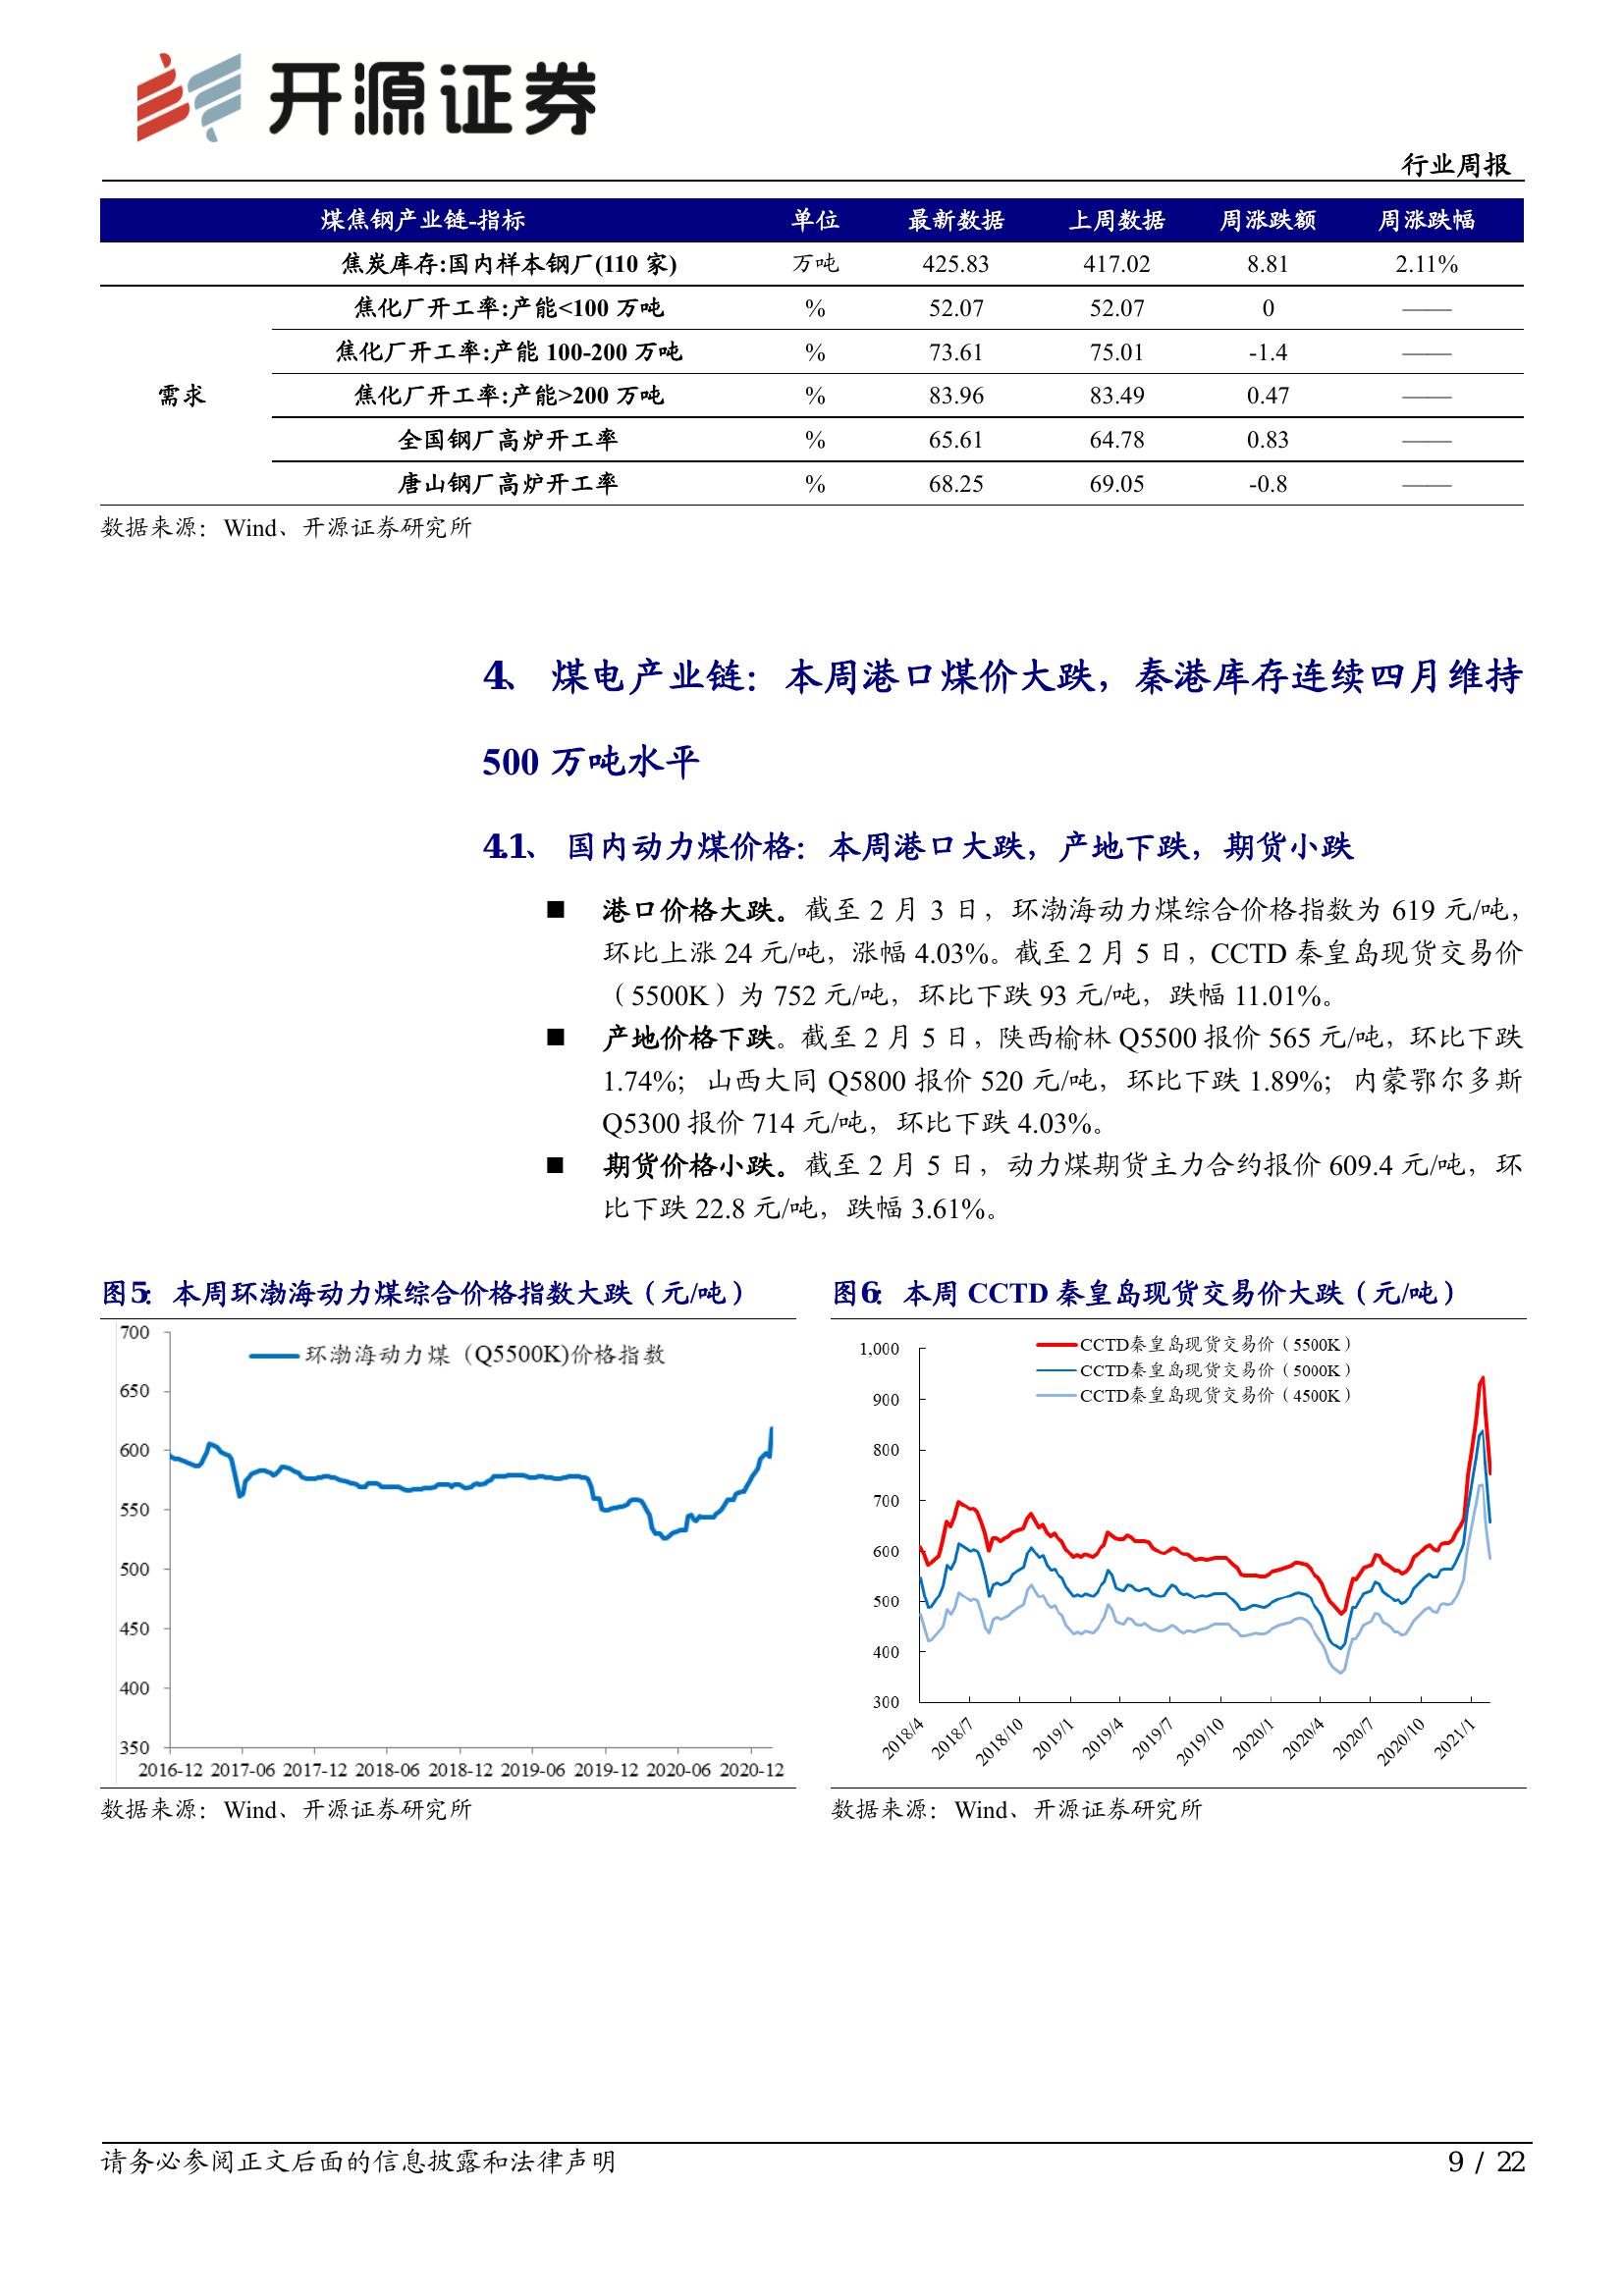 开源证券
行业周报
煤焦钢产业链-指标 单位 最新数据 上周数据 周涨跌额 周涨跌幅
焦炭库存:国内样本钢厂(110 家) 万吨 425.83 417.02 8.81 2.11%
需求
焦化厂开工率:产能<100 万吨 % 52.07 52.07 0 ——
焦化厂开工率:产能 100-200 万吨 % 73.61 75.01 -1.4 ——
焦化厂开工率:产能>200 万吨 % 83.96 83.49 0.47 ——
全国钢厂高炉开工率 % 65.61 64.78 0.83 ——
唐山钢厂高炉开工率 % 68.25 69.05 -0.8 ——
数据来源：Wind、开源证券研究所
4、 煤电产业链：本周港口煤价大跌，秦港库存连续四月维持
500 万吨水平
4.1、 国内动力煤价格：本周港口大跌，产地下跌，期货小跌
■ 港口价格大跌。截至 2 月 3 日，环渤海动力煤综合价格指数为 619 元/吨，
环比上涨 24 元/吨，涨幅 4.03%。截至 2 月 5 日，CCTD 秦皇岛现货交易价
（5500K）为 752 元/吨，环比下跌 93 元/吨，跌幅 11.01%。
■ 产地价格下跌。截至 2 月 5 日，陕西榆林 Q5500 报价 565 元/吨，环比下跌
1.74%；山西大同 Q5800 报价 520 元/吨，环比下跌 1.89%；内蒙鄂尔多斯
Q5300 报价 714 元/吨，环比下跌 4.03%。
■ 期货价格小跌。截至 2 月 5 日，动力煤期货主力合约报价 609.4 元/吨，环
比下跌 22.8 元/吨，跌幅 3.61%。
图5：本周环渤海动力煤综合价格指数大跌（元/吨）
700
650
600
550
500
450
400
350
环渤海动力煤（Q5500K)价格指数
2016-12 2017-06 2017-12 2018-06 2018-12 2019-06 2019-12 2020-06 2020-12
数据来源：Wind、开源证券研究所
图6：本周 CCTD 秦皇岛现货交易价大跌（元/吨）
1,000
900
800
700
600
500
400
300
CCTD秦皇岛现货交易价（5500K）
CCTD秦皇岛现货交易价（5000K）
CCTD秦皇岛现货交易价（4500K）
2018/4 2018/7 2018/10 2019/1 2019/4 2019/7 2019/10 2020/1 2020/4 2020/7 2020/10 2021/1
数据来源：Wind、开源证券研究所
请务必参阅正文后面的信息披露和法律声明
9 / 22